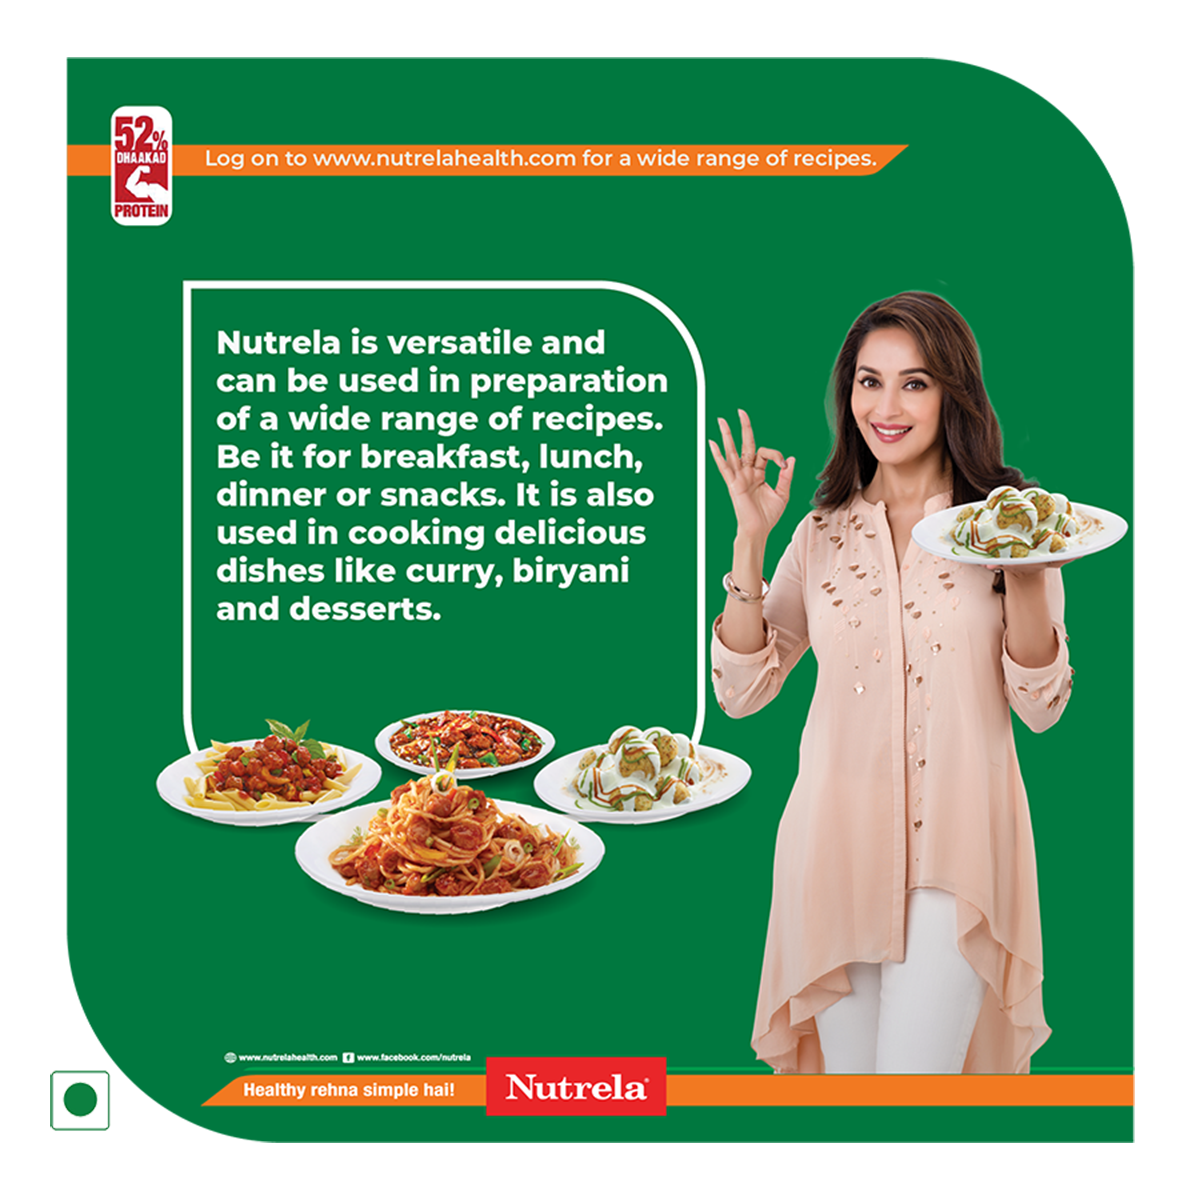 52%
DHAAKAD
PROTEIN
Log on to www.nutrelahealth.com for a wide range of recipes.
Nutrela is versatile and
can be used in preparation
of a wide range of recipes.
Be it for breakfast, lunch,
dinner or snacks. It is also
used in cooking delicious
dishes like curry, biryani
and desserts.
www.nutrelahealth.com f www.facebook.com/nutrela
Healthy rehna simple hai!
Nutrela®